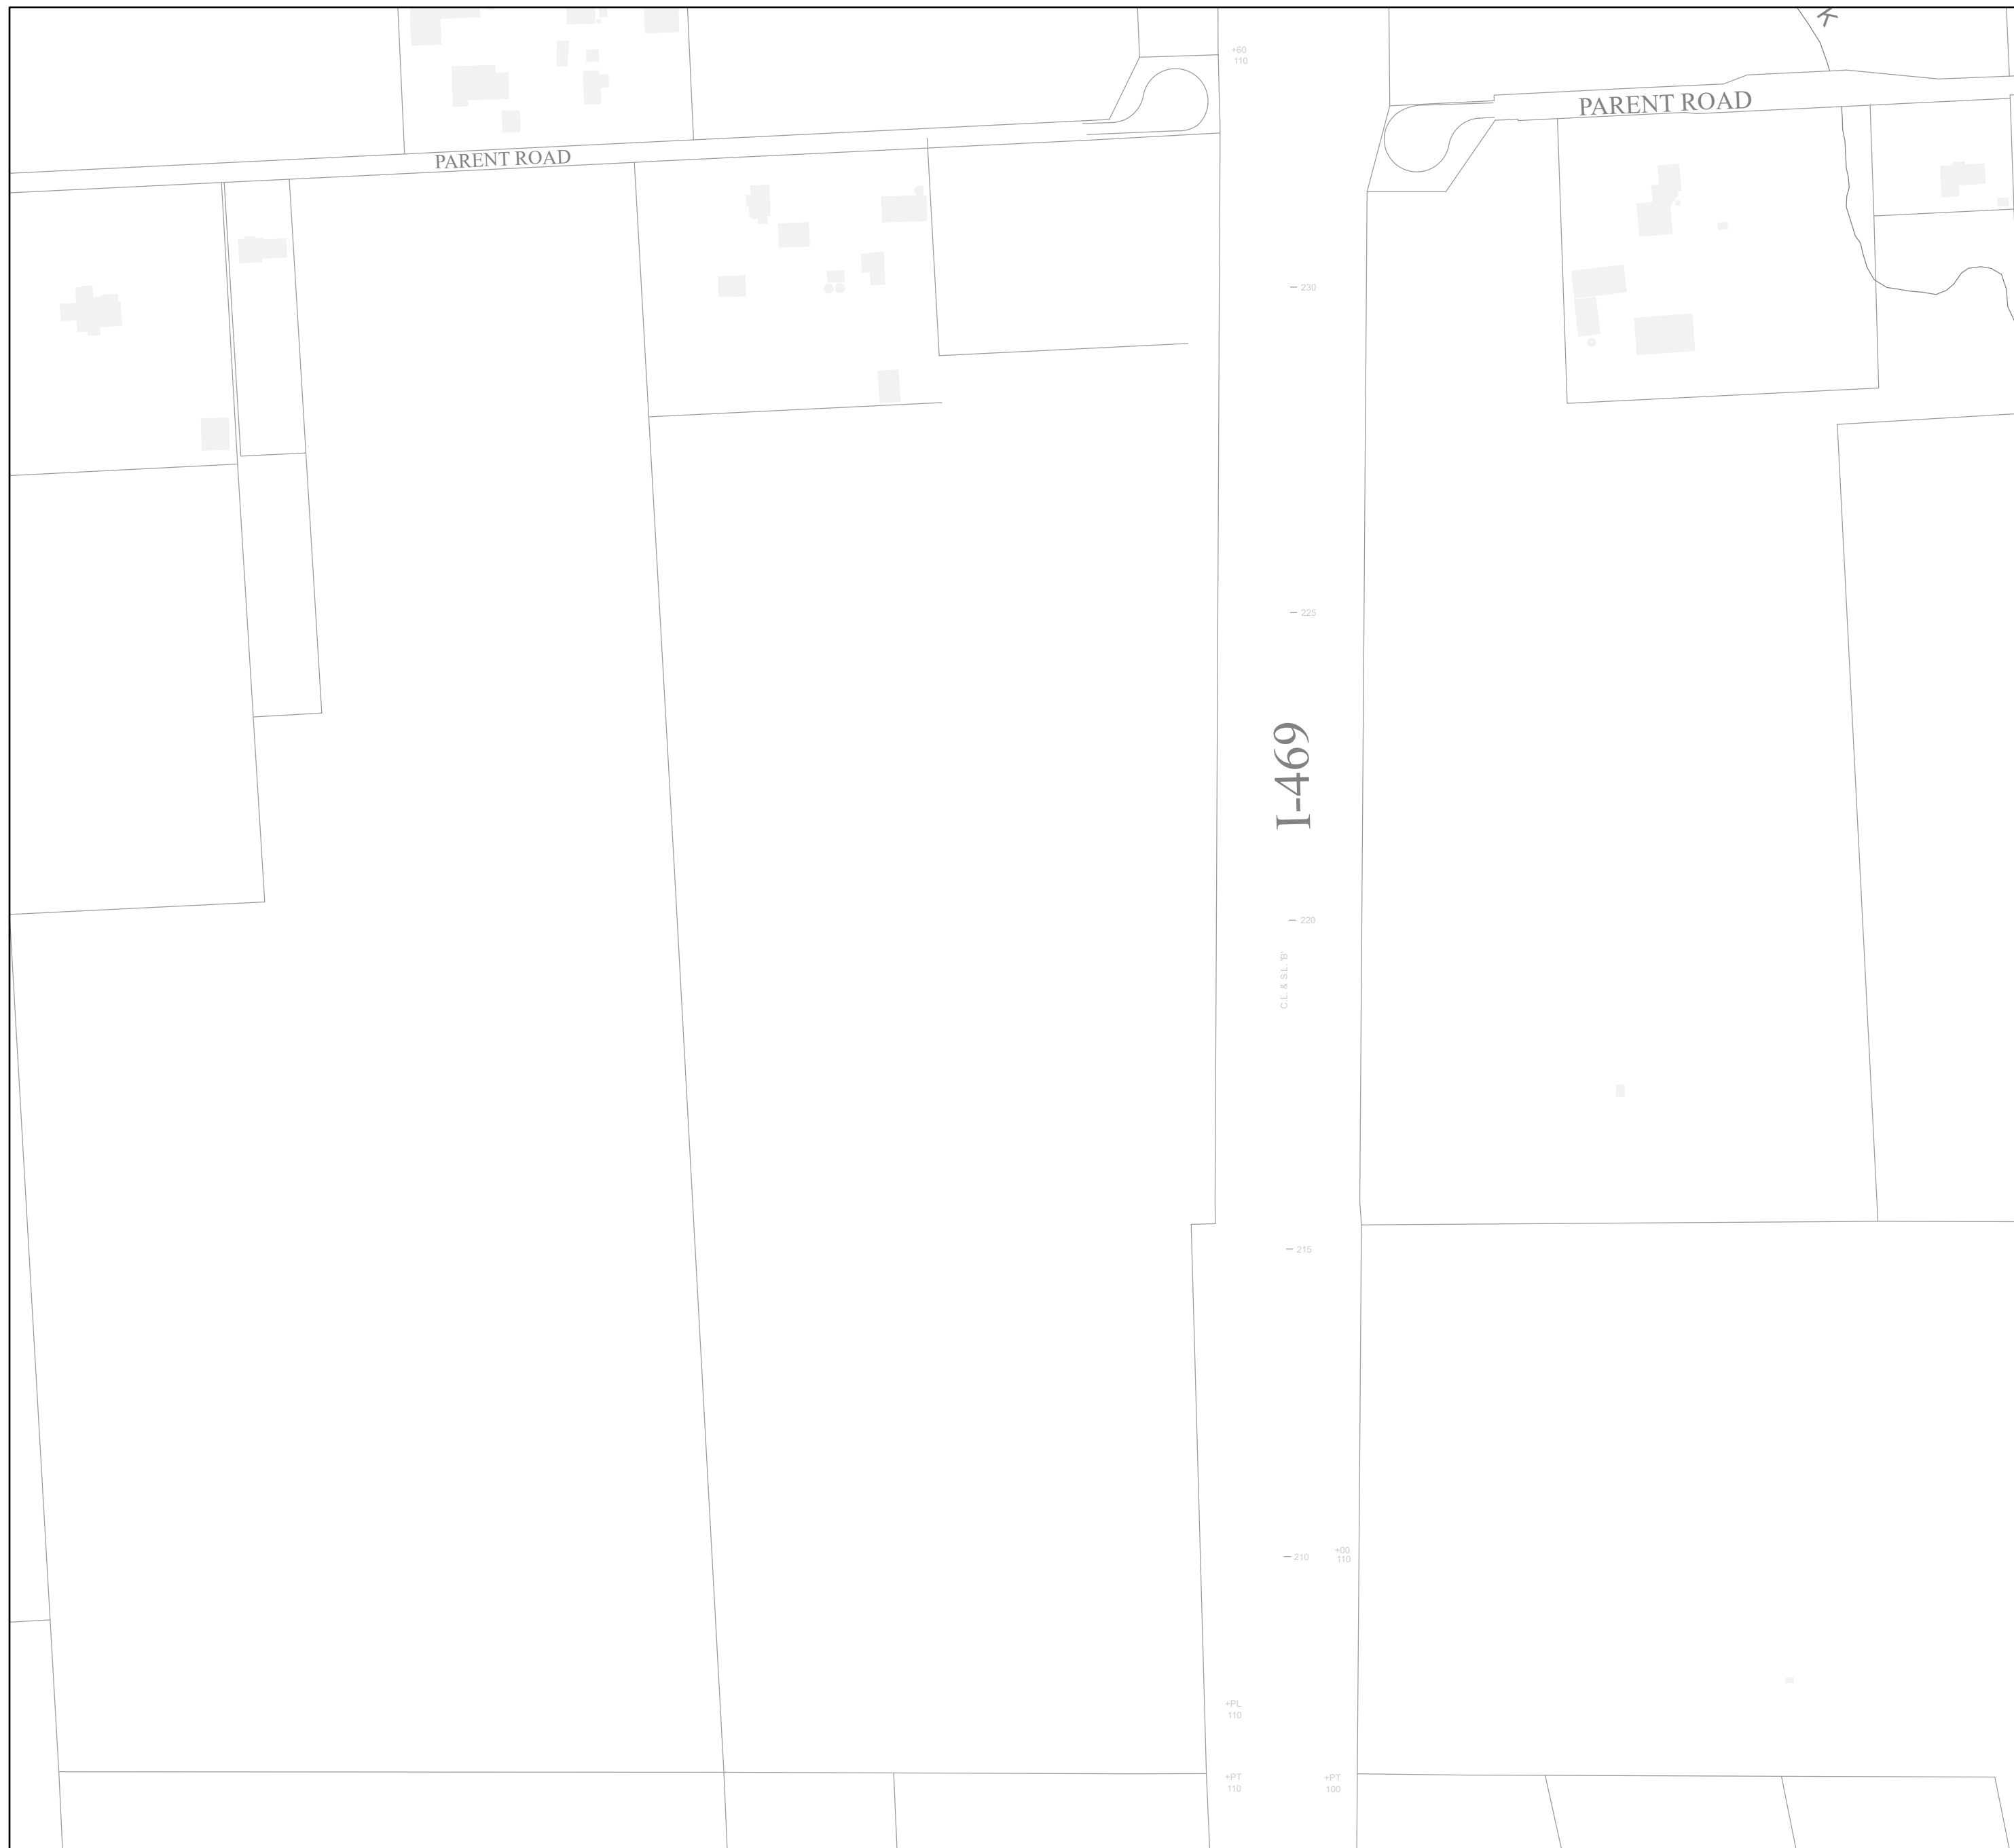 K
+60
110
PARENT ROAD
PARENT ROAD
230
225
I-469
220
C.L. & S.L. 'B'
215
210
+00
110
+PL
110
+PT
110
+PT
100